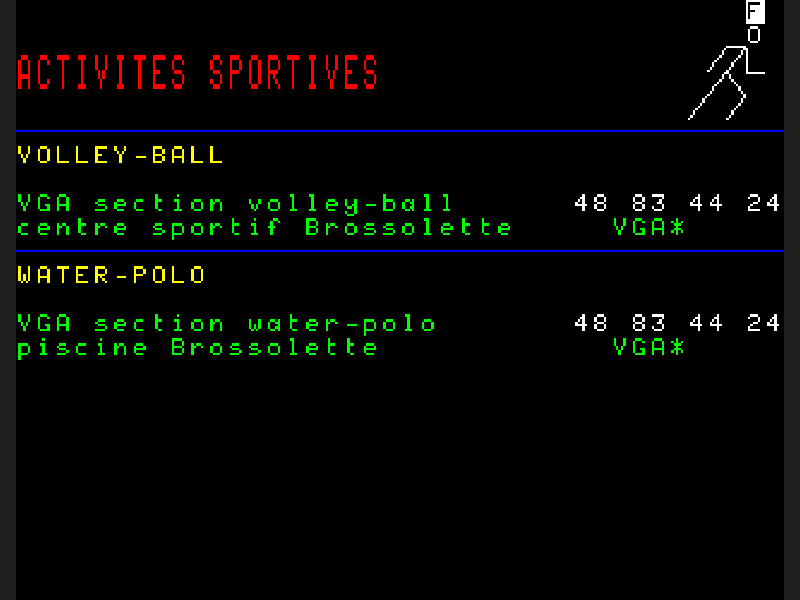 F
ACTIVITES SPORTIVES
VOLLEY-BALL
VGA section volley-ball 48 83 44 24
centre sportif Brossolette VGA*
WATER-POLO
VGA section water-polo 48 83 44 24
piscine Brossolette VGA*